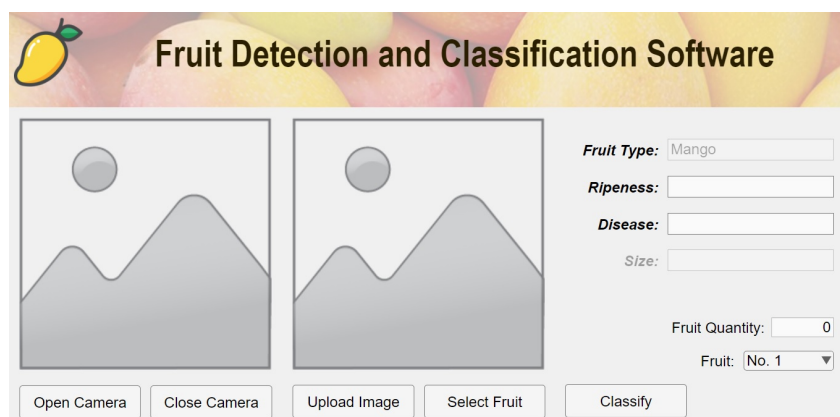 Fruit Detection and Classification Software
Fruit Type: Mango
Ripeness:
Disease:
Size:
Fruit Quantity: 0
Fruit: No. 1
Open Camera Close Camera Upload Image Select Fruit Classify